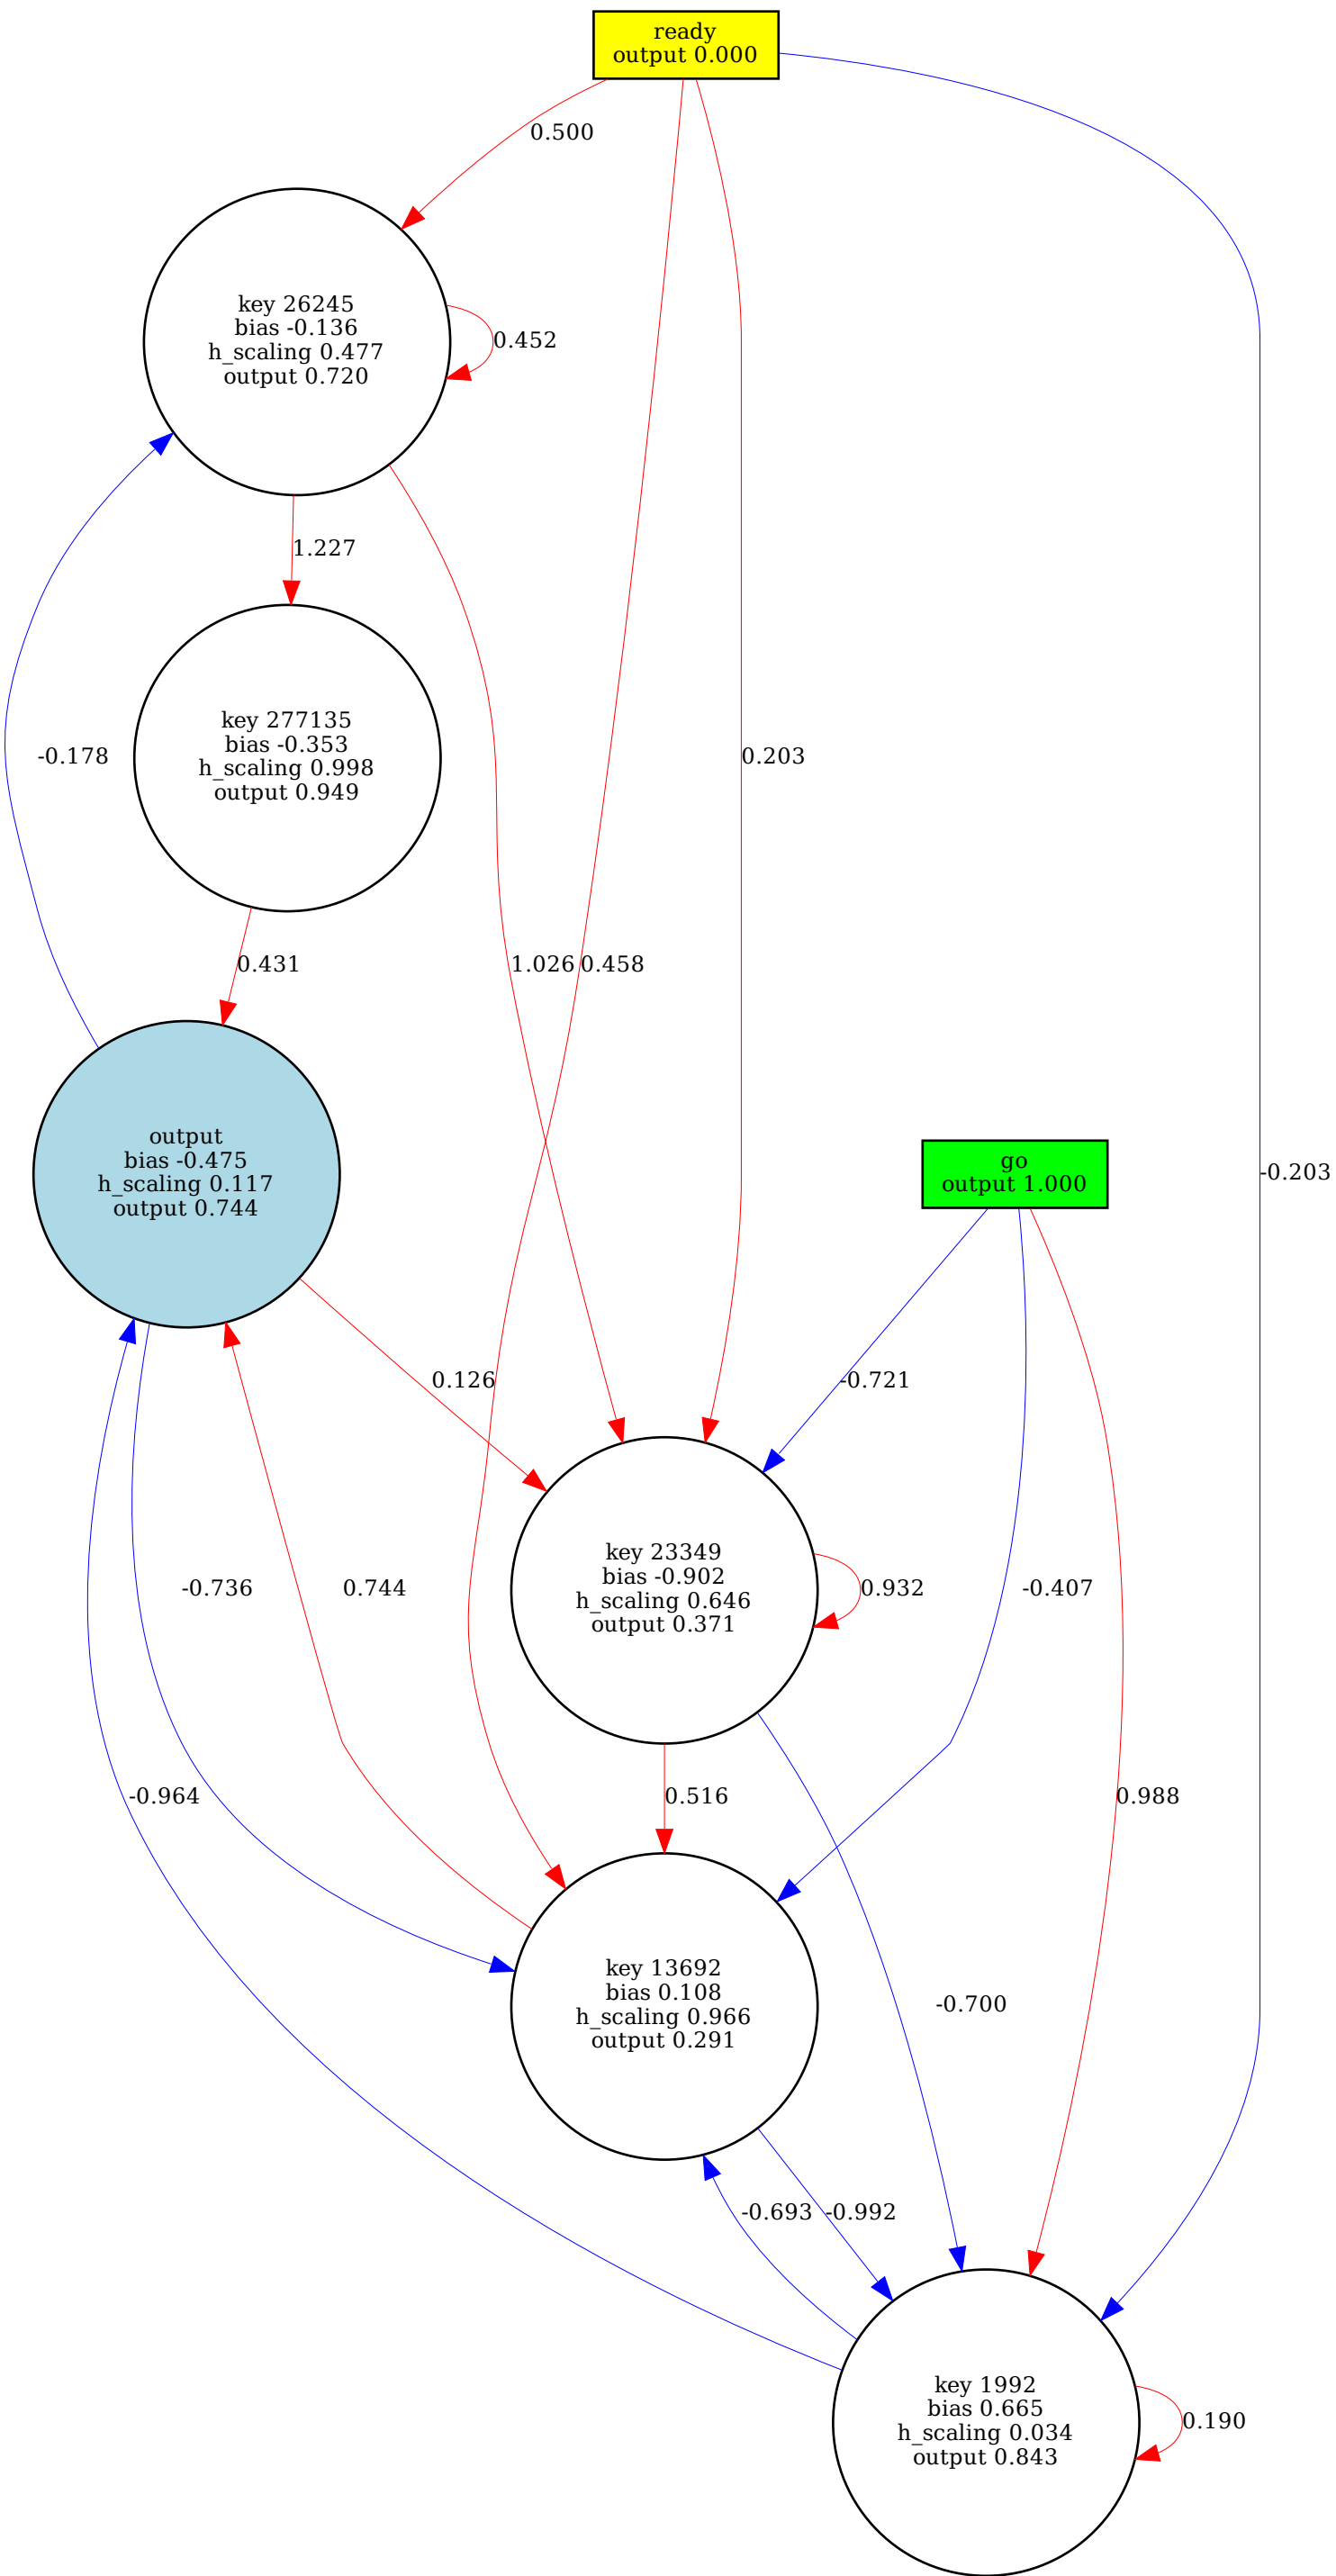 ready
output 0.000
0.500
key 26245
bias -0.136
h_scaling 0.477
output 0.720
0.452
1.227
key 277135
bias -0.353
h_scaling 0.998
output 0.949
-0.178
0.203
0.431
1.026
0.458
output
bias -0.475
h_scaling 0.117
output 0.744
go
output 1.000
-0.203
0.126
-0.721
key 23349
bias -0.902
h_scaling 0.646
output 0.371
0.932
-0.736
0.744
-0.407
-0.964
0.516
0.988
key 13692
bias 0.108
h_scaling 0.966
output 0.291
-0.700
-0.693
-0.992
key 1992
bias 0.665
h_scaling 0.034
output 0.843
0.190